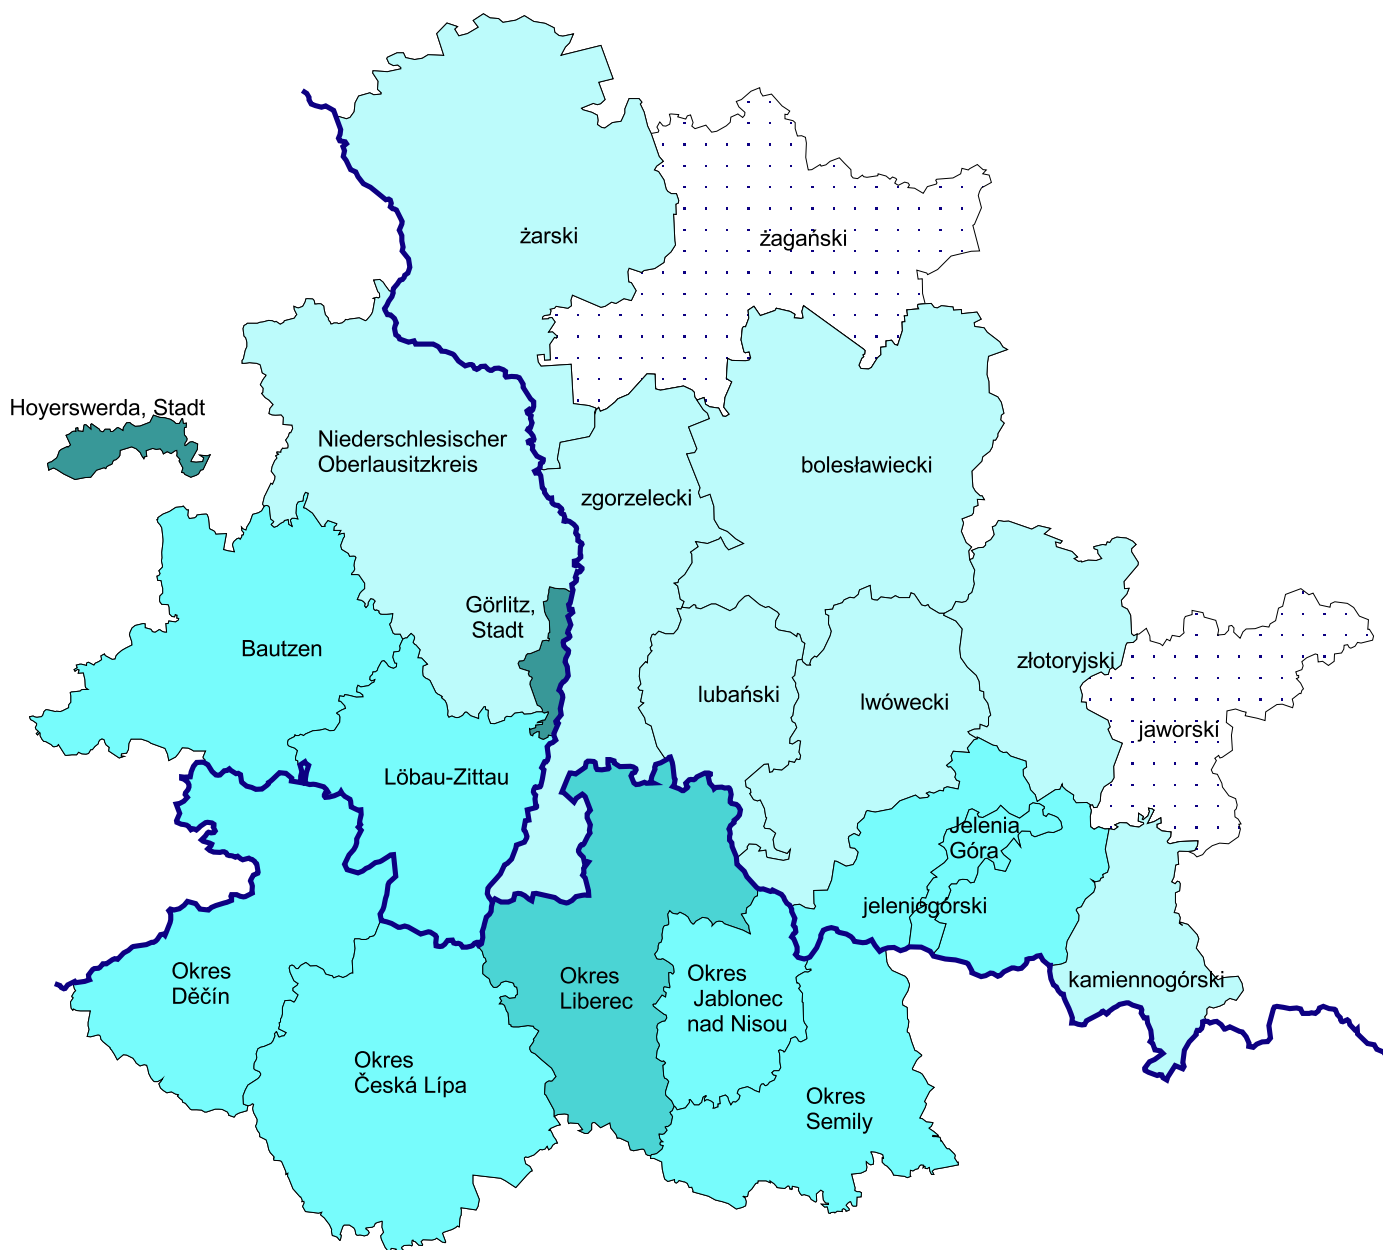 żarski
żagański
Hoyerswerda, Stadt
Niederschlesischer
Oberlausitzkreis
bolesławiecki
zgorzelecki
Görlitz,
Stadt
Bautzen
złotoryjski
lubański
lwówecki
jaworski
Löbau-Zittau
Jelenia
Góra
jeleniogórski
Okres
Děčín
Okres
Liberec
Okres
Jablonec
nad Nisou
kamiennogórski
Okres
Česká Lípa
Okres
Semily